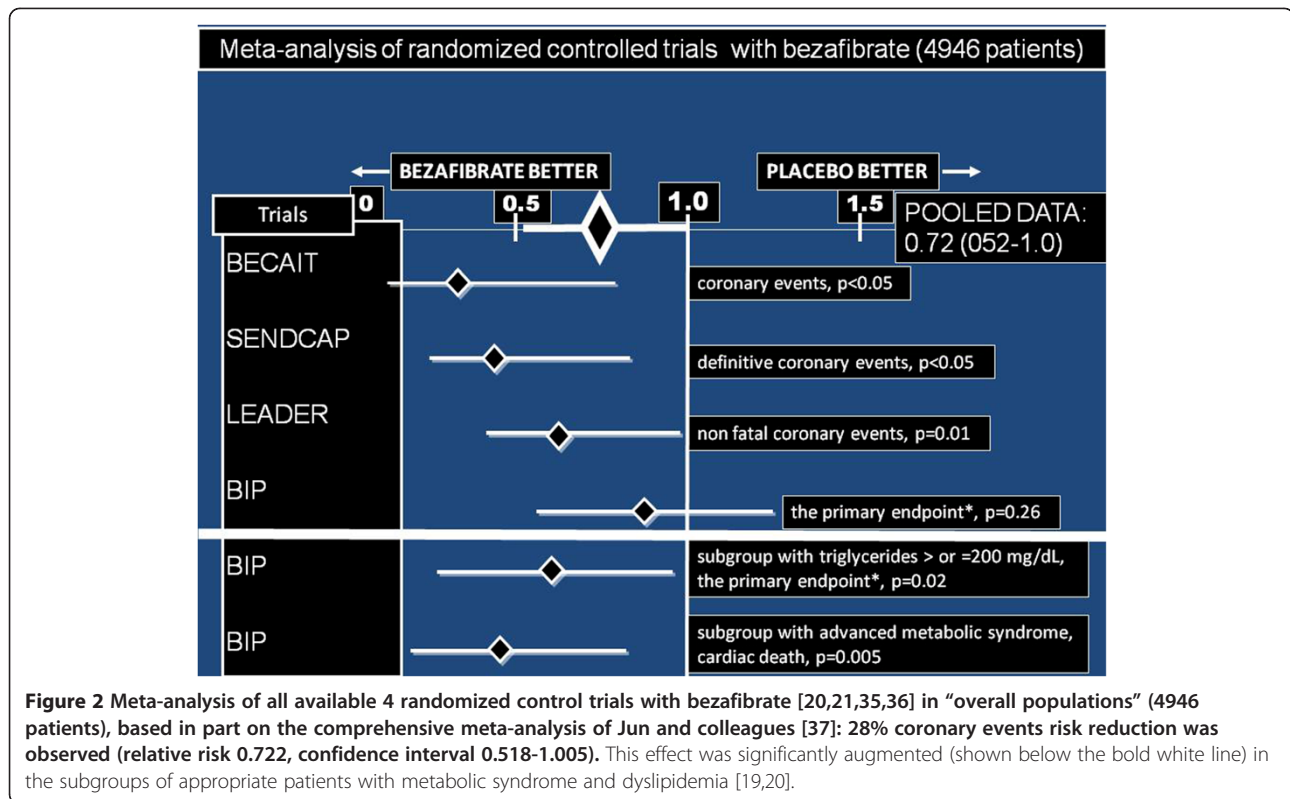 Meta-analysis of randomized controlled trials with bezafibrate (4946 patients)
BEZAFIBRATE BETTER
PLACEBO BETTER
0
0.5
1.0
1.5
Trials
POOLED DATA:
0.72 (052-1.0)
BECAIT
coronary events, p<0.05
SENDCAP
definitive coronary events, p<0.05
LEADER
non fatal coronary events, p=0.01
BIP
the primary endpoint*, p=0.26
BIP
subgroup with triglycerides > or =200 mg/dL,
the primary endpoint*, p=0.02
BIP
subgroup with advanced metabolic syndrome,
cardiac death, p=0.005
Figure 2 Meta-analysis of all available 4 randomized control trials with bezafibrate [20,21,35,36] in “overall populations” (4946
patients), based in part on the comprehensive meta-analysis of Jun and colleagues [37]: 28% coronary events risk reduction was
observed (relative risk 0.722, confidence interval 0.518-1.005). This effect was significantly augmented (shown below the bold white line) in
the subgroups of appropriate patients with metabolic syndrome and dyslipidemia [19,20].